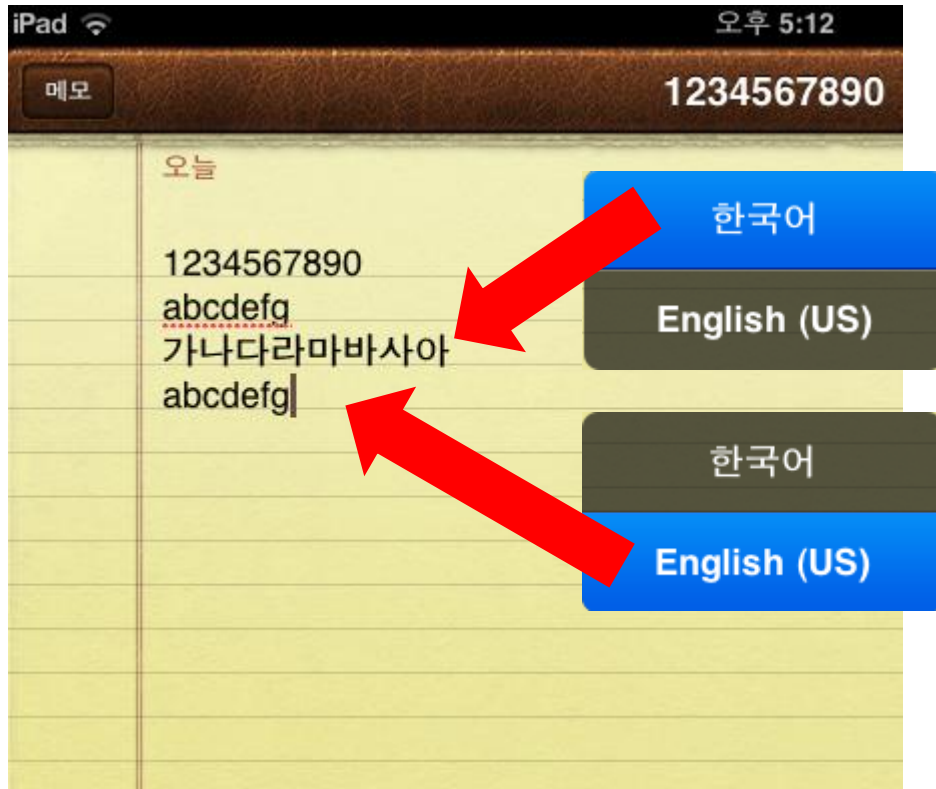 iPad 오후 5:12
메모 1234567890
오늘
한국어
1234567890
abcdefg
English (US)
가나다라마바사아
abcdefg
한국어
English (US)